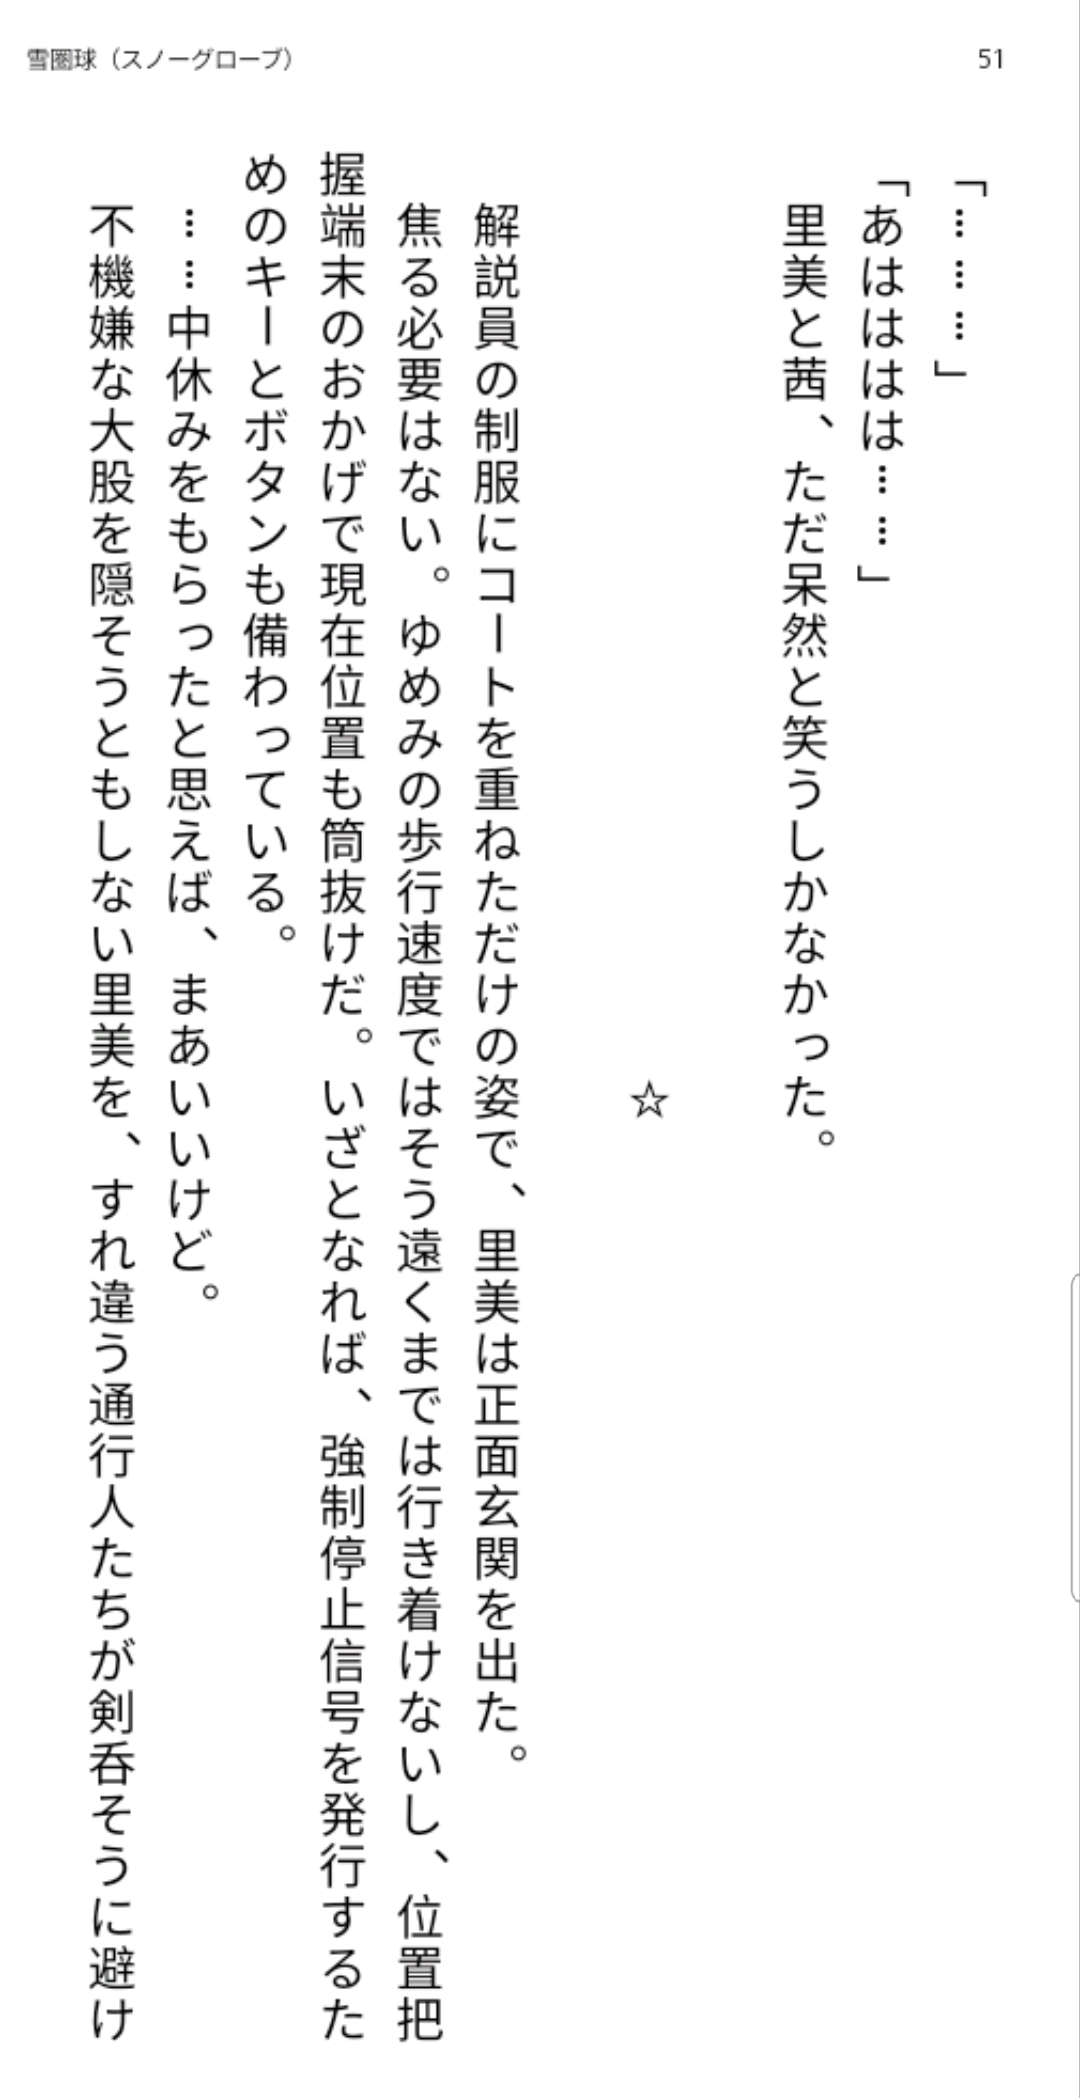 雪圏球（スノーグローブ）
51
「………」
「あはははは……」
里美と茜、ただ呆然と笑うしかなかった。
☆
解説員の制服にコートを重ねただけの姿で、里美は正面玄関を出た。
焦る必要はない。ゆめみの歩行速度ではそう遠くまでは行き着けないし、位置把
握端末のおかげで現在位置も筒抜けだ。いざとなれば、強制停止信号を発行するた
めのキーとボタンも備わっている。
……中休みをもらったと思えば、まあいいけど。
不機嫌な大股を隠そうともしない里美を、すれ違う通行人たちが剣呑そうに避け